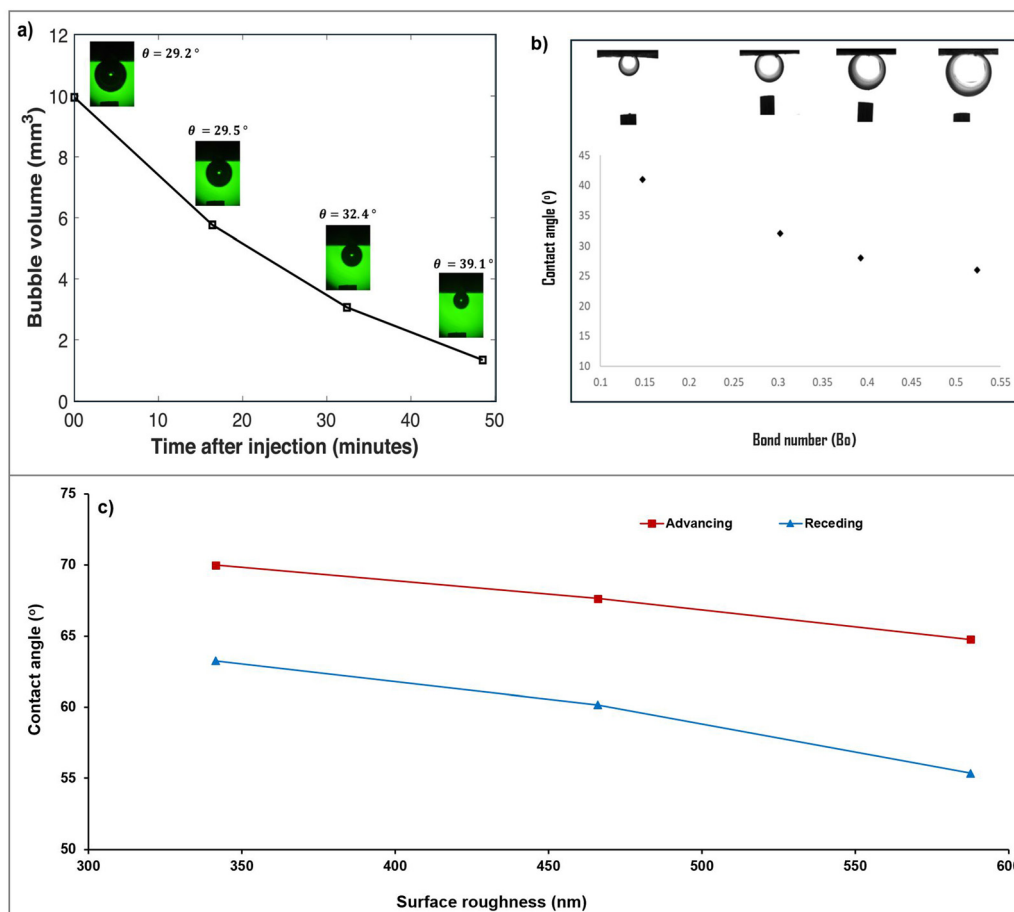 a)
θ = 29.2°
θ = 29.5°
θ = 32.4°
θ = 39.1°
12
10
8
6
4
2
0
Bubble volume (mm³)
00 10 20 30 40 50
Time after injection (minutes)
b)
45
40
35
30
25
20
15
10
Contact angle (°)
0.1 0.15 0.2 0.25 0.3 0.35 0.4 0.45 0.5 0.55
Bond number (Bo)
c)
Advancing Receding
75
70
65
60
55
50
Contact angle (°)
300 350 400 450 500 550 600
Surface roughness (nm)